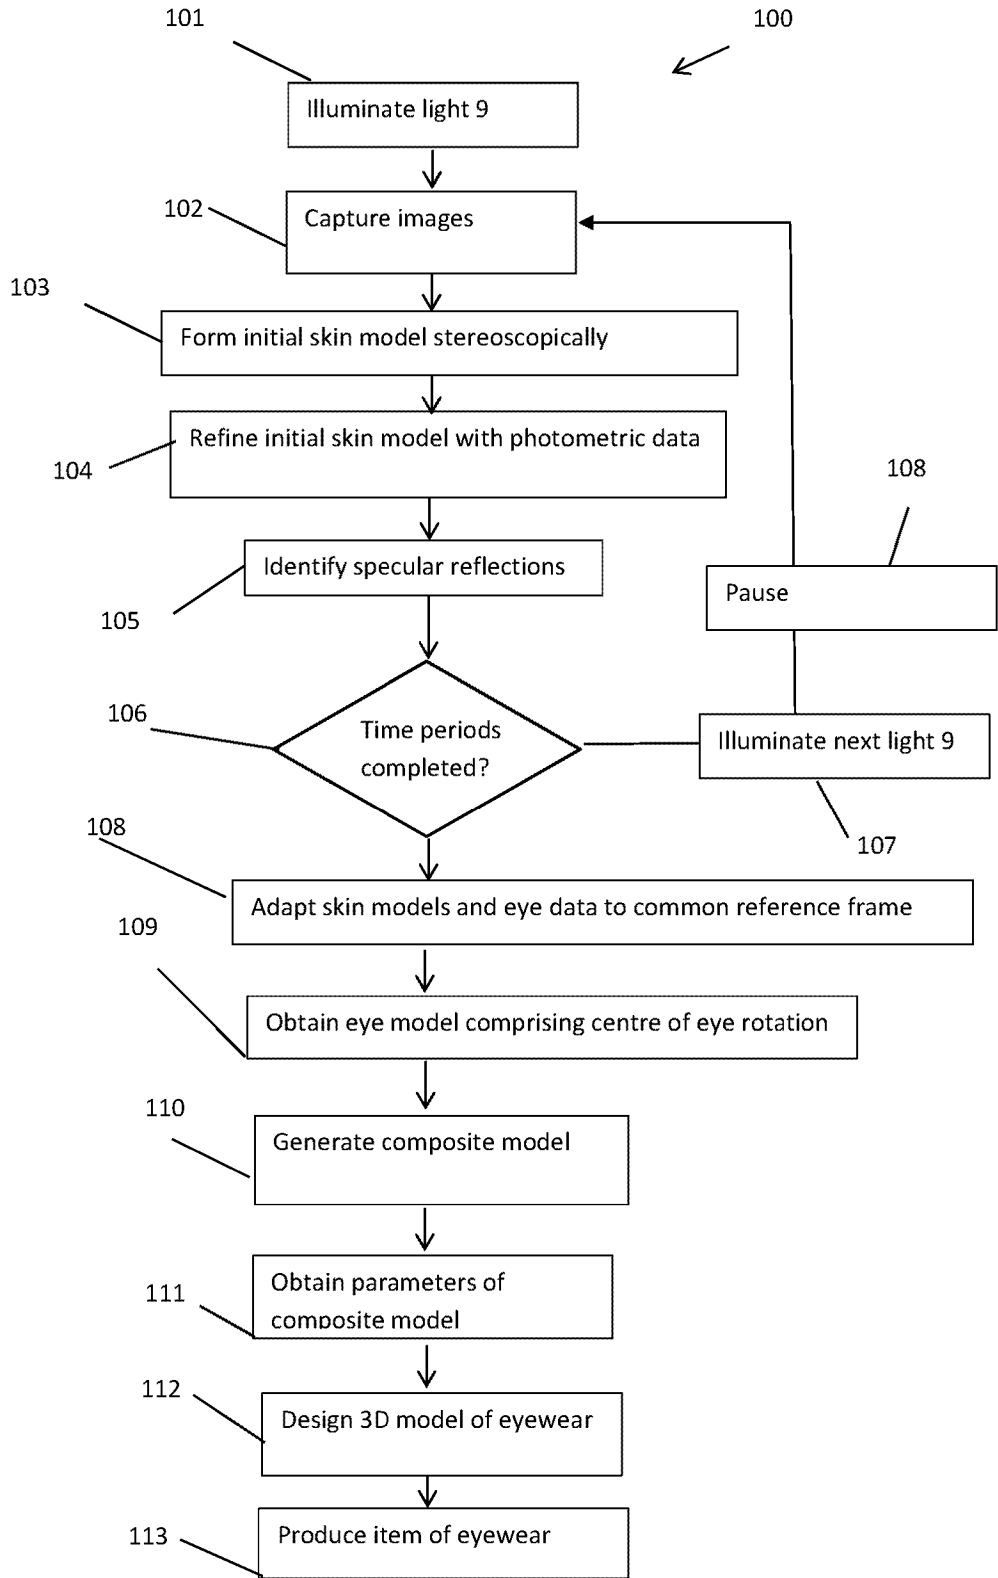 101
100
Illuminate light 9
102
Capture images
103
Form initial skin model stereoscopically
Refine initial skin model with photometric data
104
108
Identify specular reflections
Pause
105
106
Time periods
completed?
Illuminate next light 9
107
108
Adapt skin models and eye data to common reference frame
109
Obtain eye model comprising centre of eye rotation
110
Generate composite model
111
Obtain parameters of
composite model
112
Design 3D model of eyewear
113
Produce item of eyewear